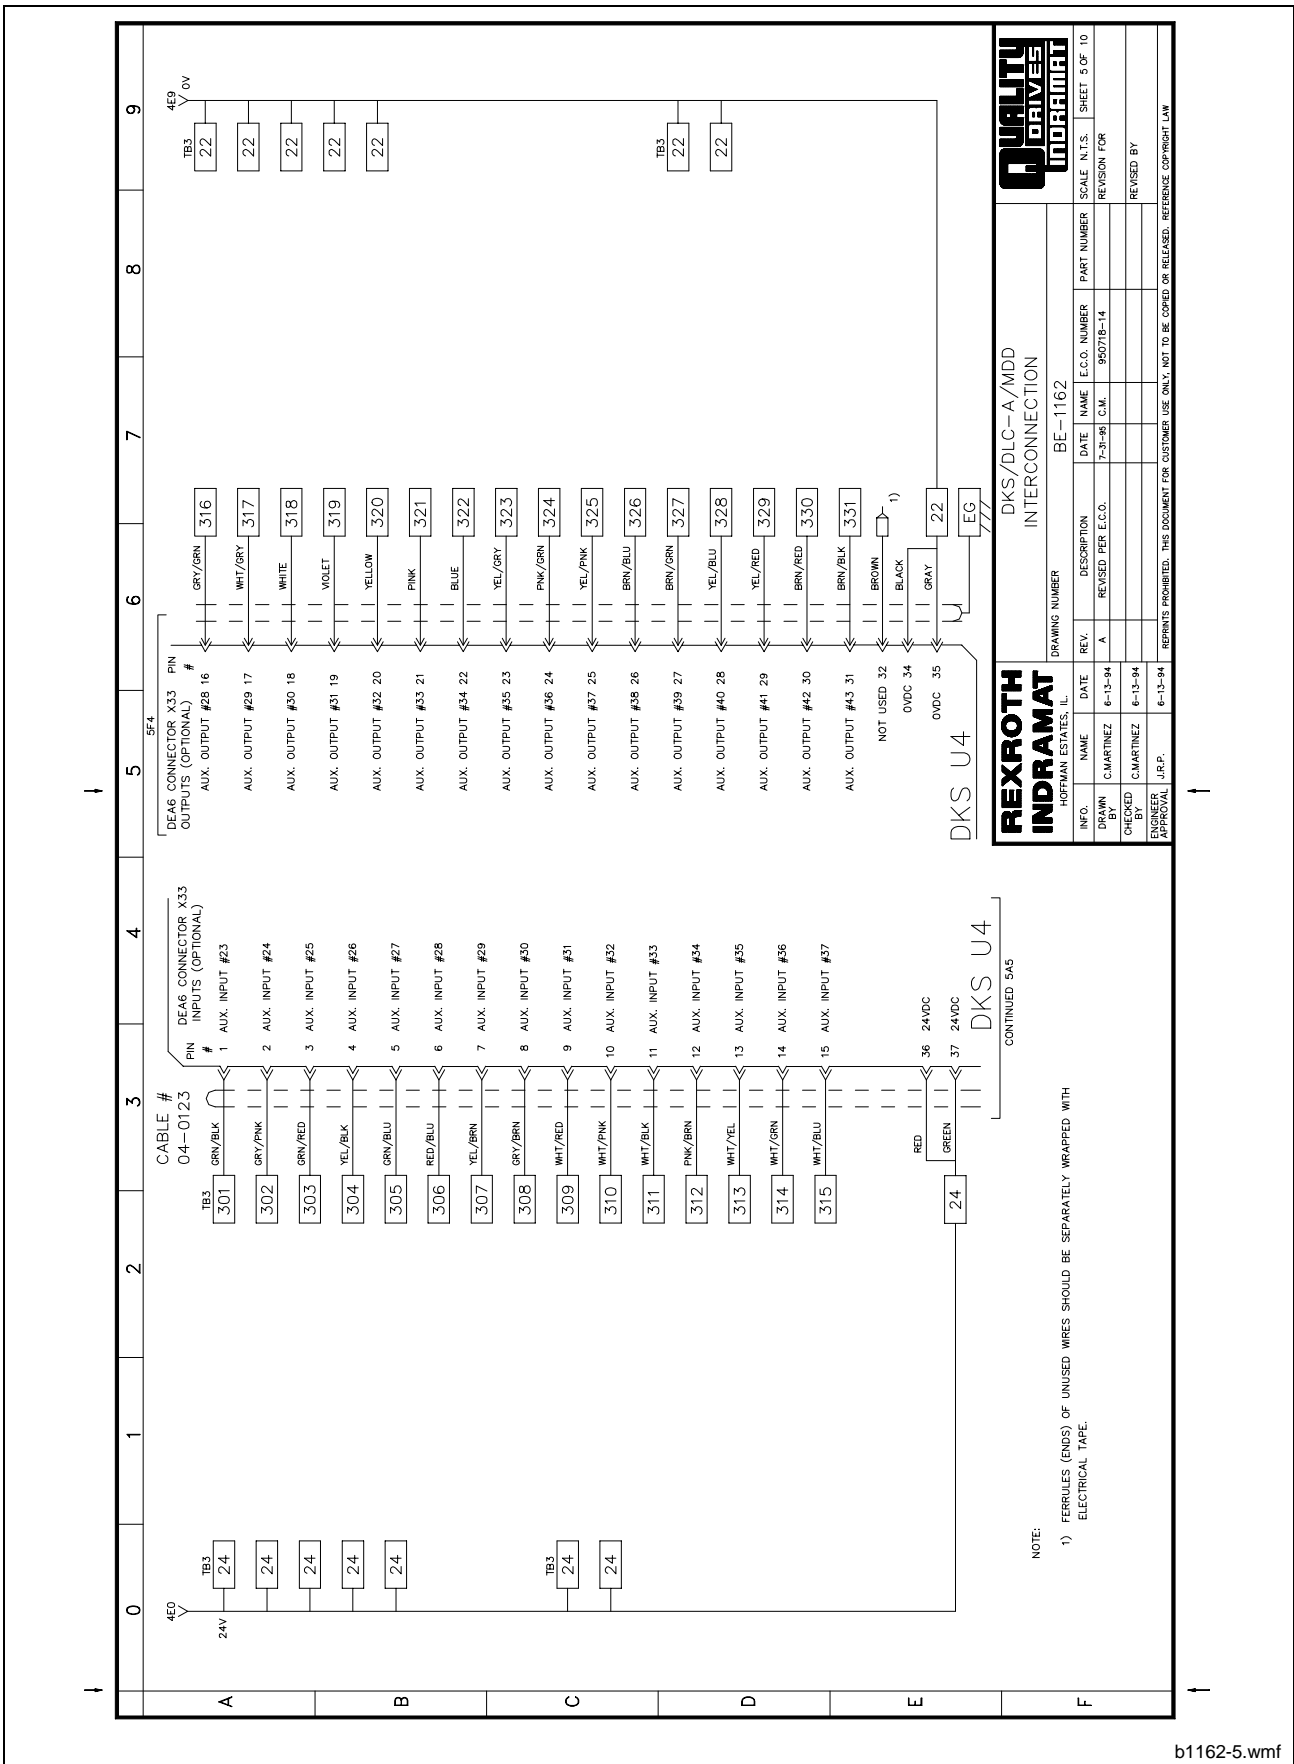 0 1 2 3 4 5 6 7 8 9
A
B
C
D
E
F
4E0
24V
TB3
24
24
24
24
24
TB3
24
24
CABLE #
04-0123
TB3
PIN
#
DEA6 CONNECTOR X33
INPUTS (OPTIONAL)
301 GRN/BLK 1 AUX. INPUT #23
302 GRY/PNK 2 AUX. INPUT #24
303 GRN/RED 3 AUX. INPUT #25
304 YEL/BLK 4 AUX. INPUT #26
305 GRN/BLU 5 AUX. INPUT #27
306 RED/BLU 6 AUX. INPUT #28
307 YEL/BRN 7 AUX. INPUT #29
308 GRY/BRN 8 AUX. INPUT #30
309 WHT/RED 9 AUX. INPUT #31
310 WHT/PNK 10 AUX. INPUT #32
311 WHT/BLK 11 AUX. INPUT #33
312 PNK/BRN 12 AUX. INPUT #34
313 WHT/YEL 13 AUX. INPUT #35
314 WHT/GRN 14 AUX. INPUT #36
315 WHT/BLU 15 AUX. INPUT #37
RED 36 24VDC
24 GREEN 37 24VDC
DKS U4
CONTINUED 5A5
5F4
DEA6 CONNECTOR X33
OUTPUTS (OPTIONAL)
PIN
#
AUX. OUTPUT #28 16 GRY/GRN 316
AUX. OUTPUT #29 17 WHT/GRY 317
AUX. OUTPUT #30 18 WHITE 318
AUX. OUTPUT #31 19 VIOLET 319
AUX. OUTPUT #32 20 YELLOW 320
AUX. OUTPUT #33 21 PINK 321
AUX. OUTPUT #34 22 BLUE 322
AUX. OUTPUT #35 23 YEL/GRY 323
AUX. OUTPUT #36 24 PNK/GRN 324
AUX. OUTPUT #37 25 YEL/PNK 325
AUX. OUTPUT #38 26 BRN/BLU 326
AUX. OUTPUT #39 27 BRN/GRN 327
AUX. OUTPUT #40 28 YEL/BLU 328
AUX. OUTPUT #41 29 YEL/RED 329
AUX. OUTPUT #42 30 BRN/RED 330
AUX. OUTPUT #43 31 BRN/BLK 331
NOT USED 32 BROWN 1)
0VDC 34 BLACK
0VDC 35 GRAY 22
EG
DKS U4
4E9 0V
TB3
22
22
22
22
22
TB3
22
22
NOTE:
1) FERRULES (ENDS) OF UNUSED WIRES SHOULD BE SEPARATELY WRAPPED WITH
ELECTRICAL TAPE.
REXROTH
INDRAMAT
HOFFMAN ESTATES, IL.
DKS/DLC-A/MDD
INTERCONNECTION
DRAWING NUMBER BE-1162
QUALITY
DRIVES
INDRAMAT
INFO. NAME DATE REV. DESCRIPTION DATE NAME E.C.O. NUMBER PART NUMBER SCALE N.T.S. SHEET 5 OF 10
DRAWN BY C.MARTINEZ 6-13-94 A REVISED PER E.C.O. 7-31-95 C.M. 950718-14 REVISION FOR
CHECKED BY C.MARTINEZ 6-13-94 REVISED BY
ENGINEER APPROVAL J.R.P. 6-13-94 REPRINTS PROHIBITED. THIS DOCUMENT FOR CUSTOMER USE ONLY, NOT TO BE COPIED OR RELEASED. REFERENCE COPYRIGHT LAW
b1162-5.wmf